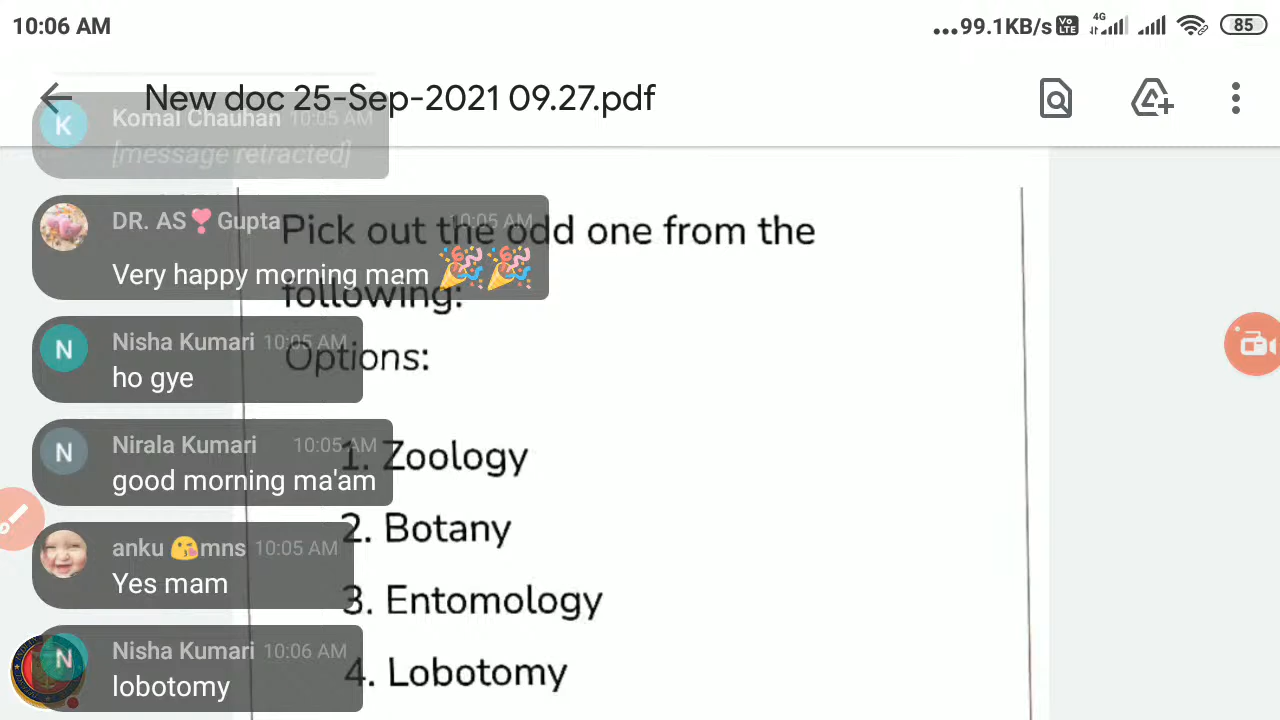 10:06 AM
...99.1KB/s Vo LTE 4G 85
New doc 25-Sep-2021 09.27.pdf
K Komal Chauhan 10:05 AM
[message retracted]
DR. AS❣Gupta 10:05 AM
Very happy morning mam 🎉🎉
Pick out the odd one from the
following:
Options:
N Nisha Kumari 10:05 AM
ho gye
N Nirala Kumari 10:05 AM
good morning ma'am
anku 😘mns 10:05 AM
Yes mam
N Nisha Kumari 10:06 AM
lobotomy
1. Zoology
2. Botany
3. Entomology
4. Lobotomy